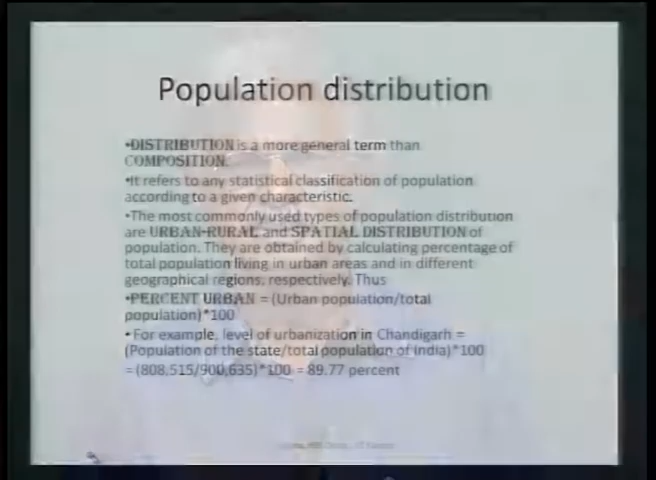 Population distribution
•DISTRIBUTION is a more general term than
COMPOSITION.
•It refers to any statistical classification of population
according to a given characteristic.
•The most commonly used types of population distribution
are URBAN-RURAL and SPATIAL DISTRIBUTION of
population. They are obtained by calculating percentage of
total population living in urban areas and in different
geographical regions, respectively. Thus
•PERCENT URBAN = (Urban population/total
population)*100
• For example, level of urbanization in Chandigarh =
(Population of the state/total population of India)*100
= (808,515/900,635)*100 = 89.77 percent